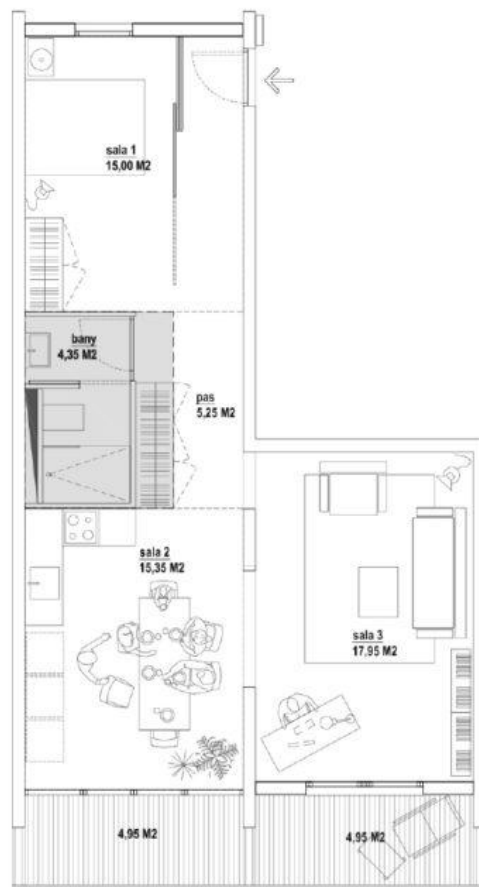 sala 1
15,00 M2
bany
4,35 M2
pas
5,25 M2
sala 2
15,35 M2
sala 3
17,95 M2
4,95 M2
4,95 M2